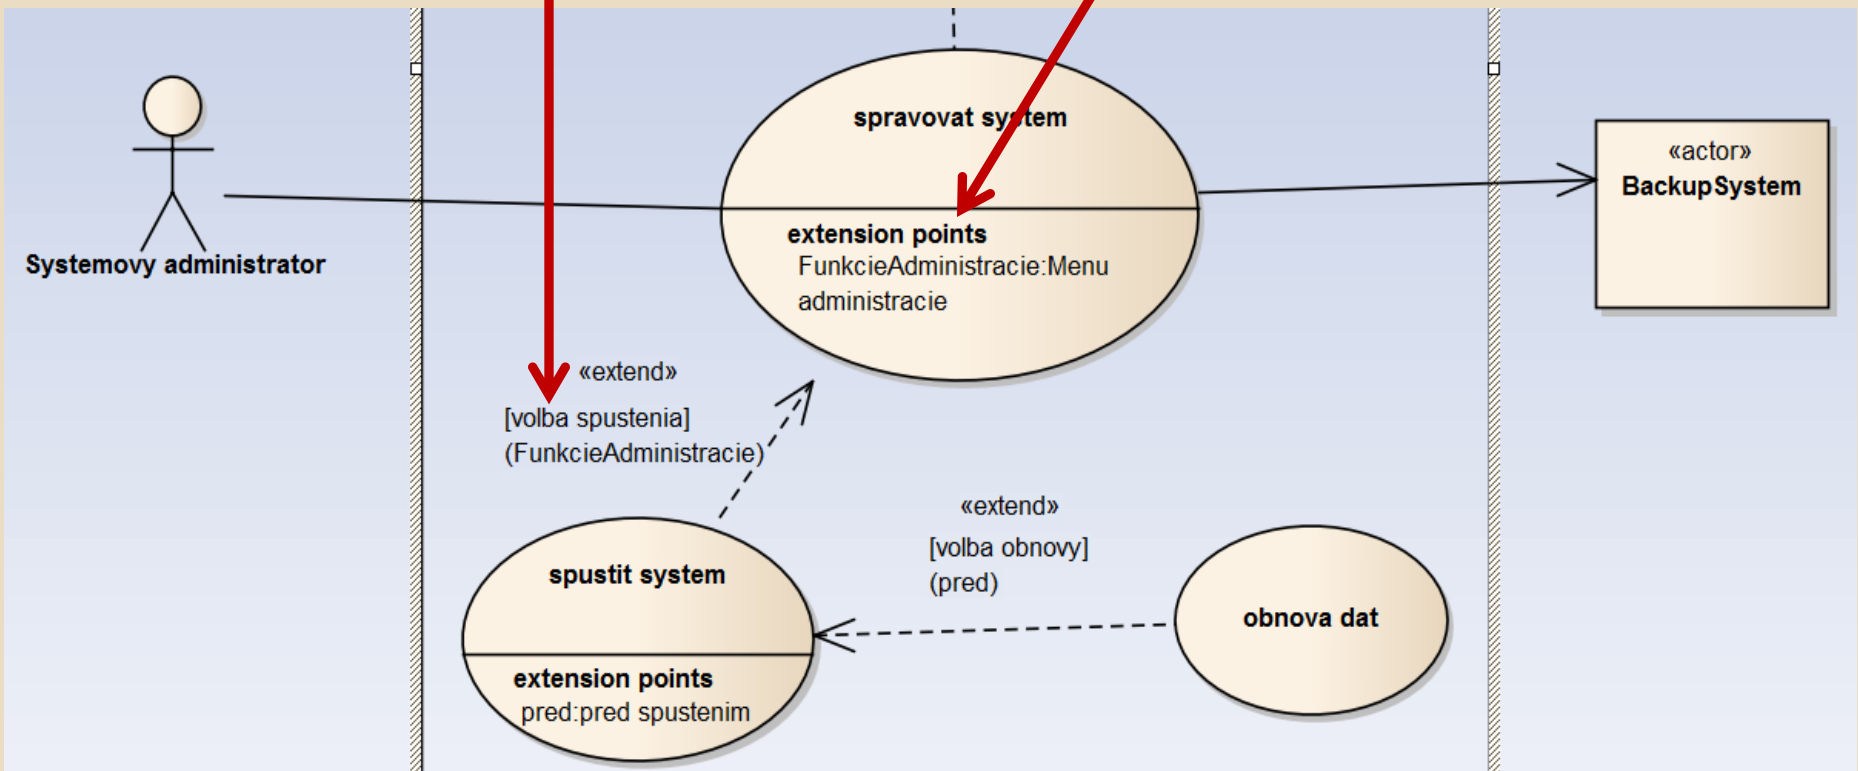 spravovat system
«actor»
BackupSystem
extension points
FunkcieAdministracie:Menu
administracie
Systemovy administrator
«extend»
[volba spustenia]
(FunkcieAdministracie)
«extend»
[volba obnovy]
(pred)
spustit system
obnova dat
extension points
pred:pred spustenim